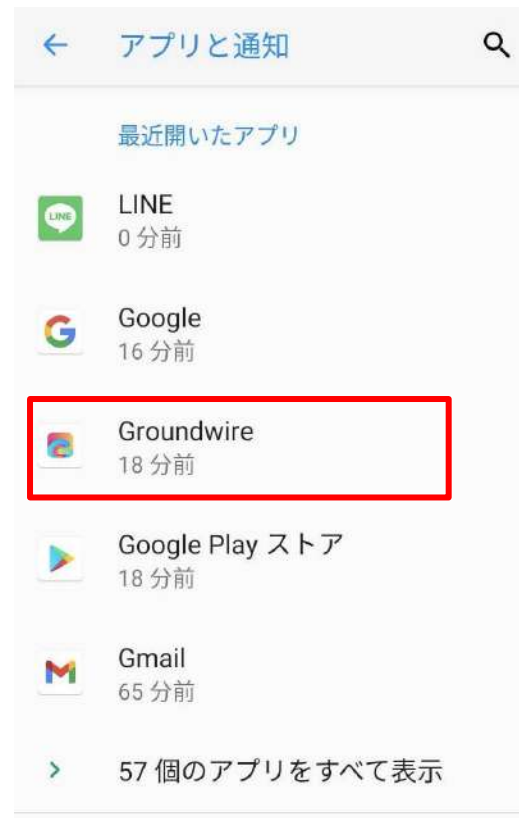 アプリと通知
最近開いたアプリ
LINE
LINE
0 分前
Google
16 分前
Groundwire
18 分前
Google Play ストア
18 分前
Gmail
65 分前
57 個のアプリをすべて表示